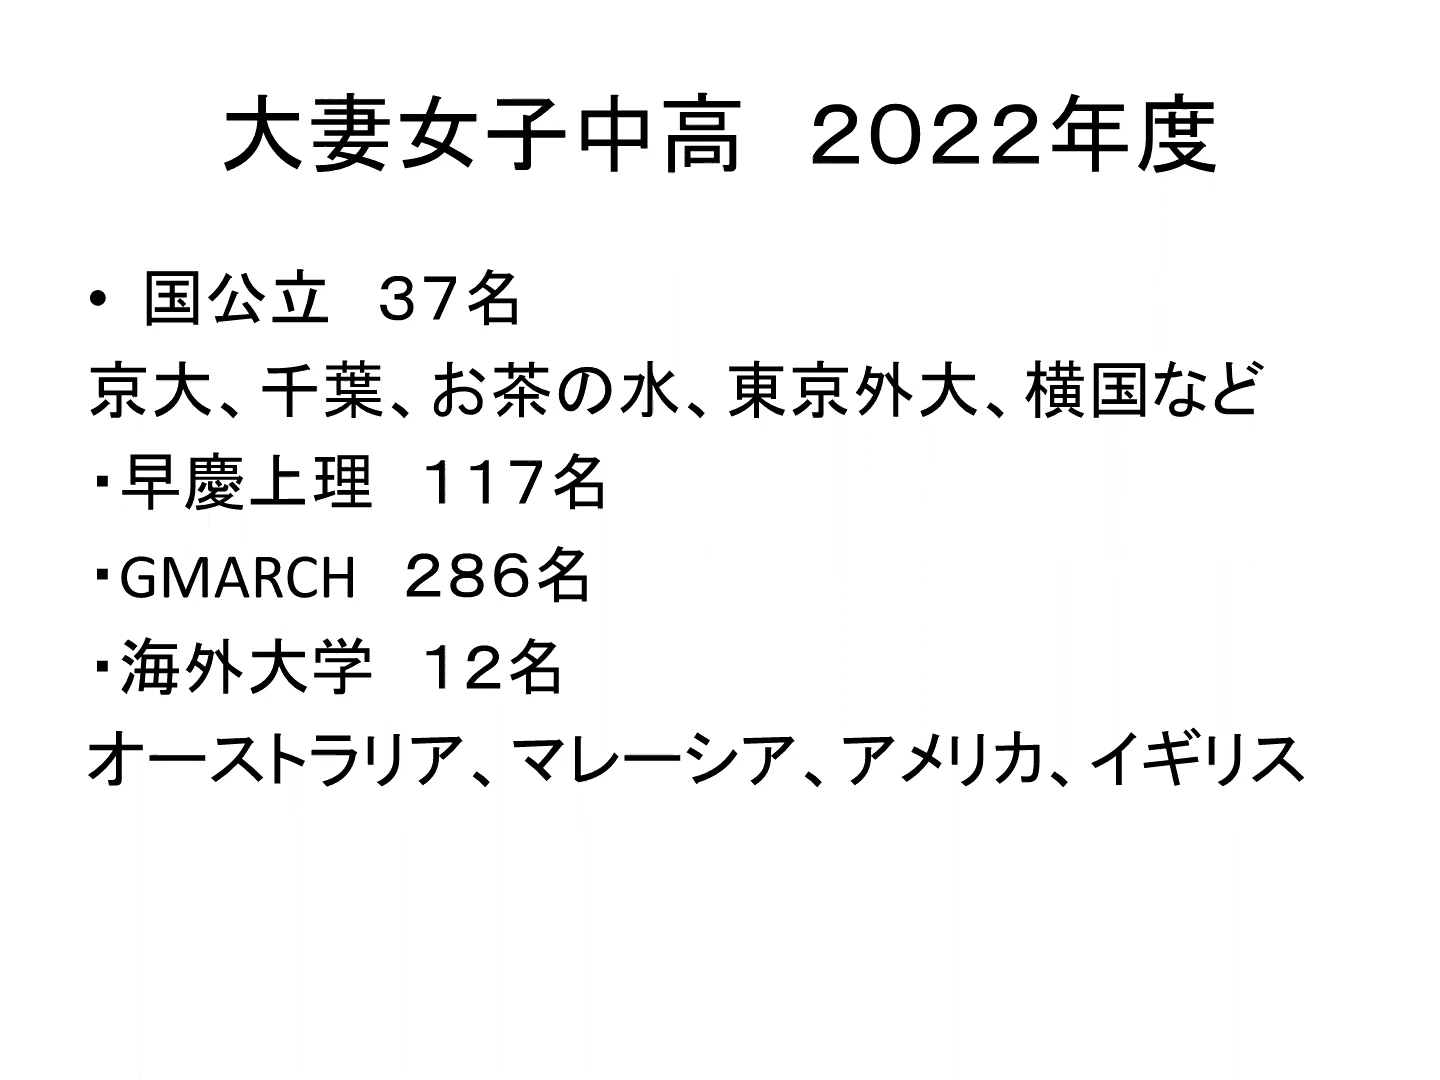 大妻女子中高　２０２２年度
• 国公立　３７名
京大、千葉、お茶の水、東京外大、横国など
・早慶上理　１１７名
・GMARCH　２８６名
・海外大学　１２名
オーストラリア、マレーシア、アメリカ、イギリス